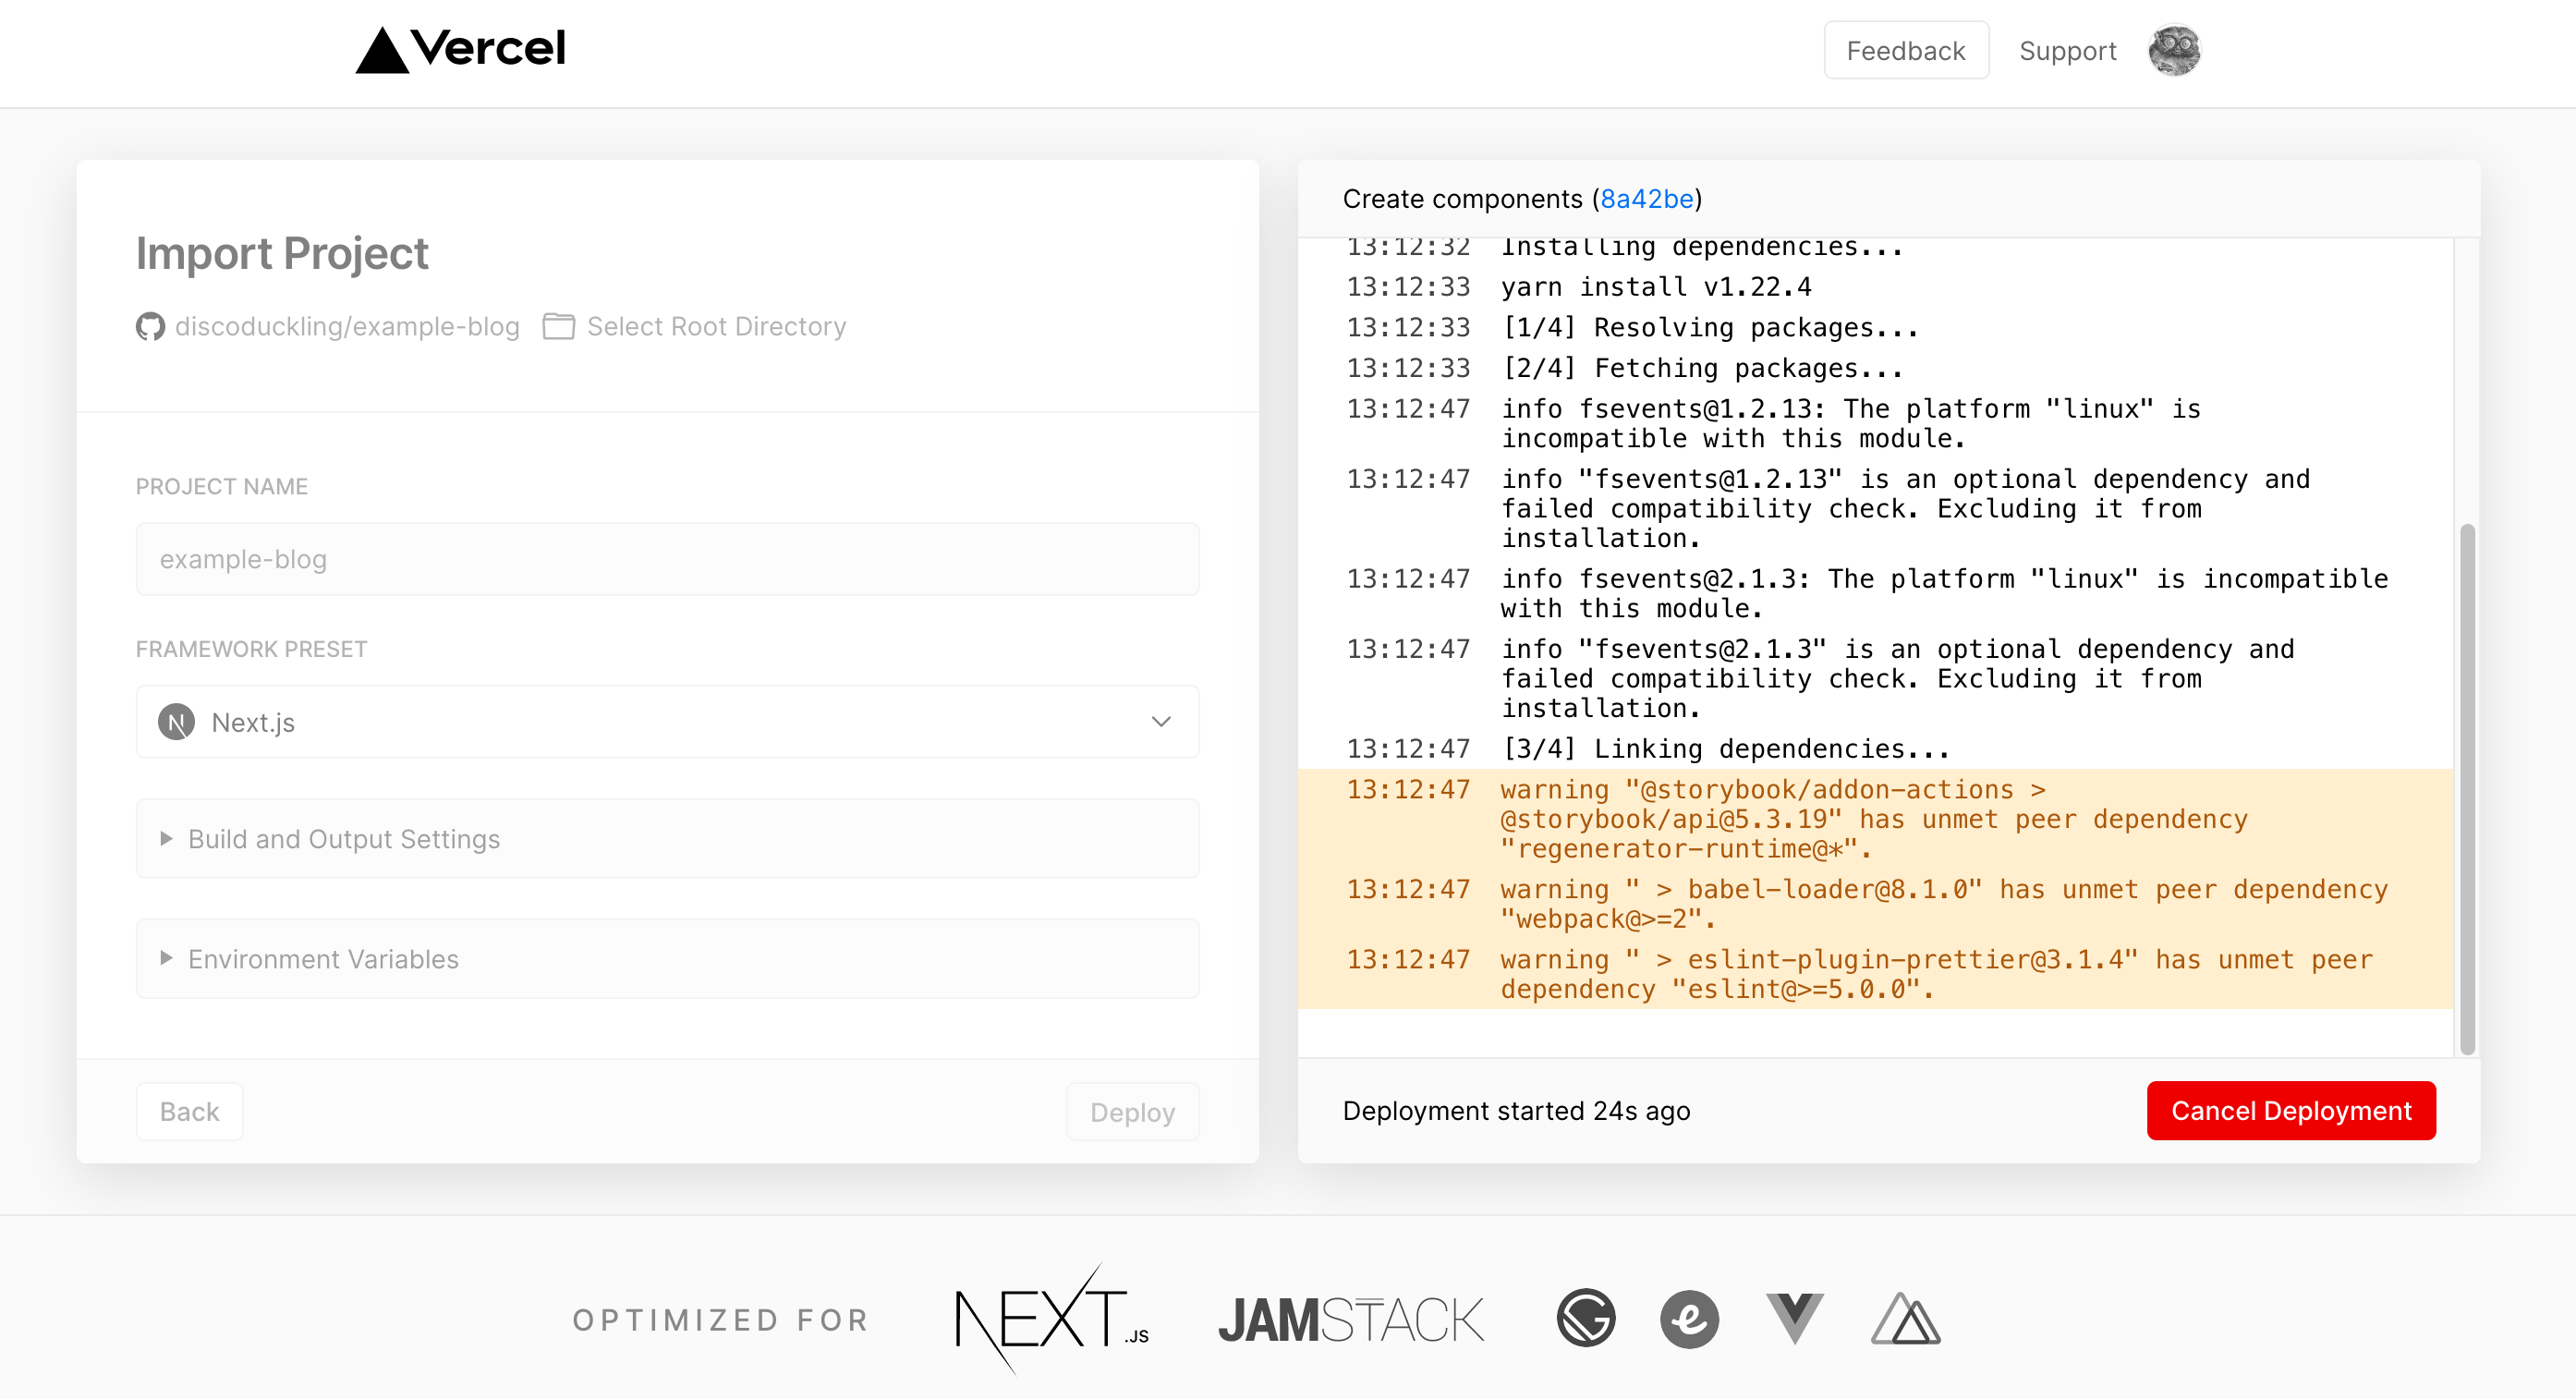 Vercel
Feedback
Support
Import Project
discoduckling/example-blog
Select Root Directory
PROJECT NAME
example-blog
FRAMEWORK PRESET
N
Next.js
Build and Output Settings
Environment Variables
Back
Deploy
Create components (8a42be)
13:12:32 Installing dependencies...
13:12:33 yarn install v1.22.4
13:12:33 [1/4] Resolving packages...
13:12:33 [2/4] Fetching packages...
13:12:47 info fsevents@1.2.13: The platform "linux" is
incompatible with this module.
13:12:47 info "fsevents@1.2.13" is an optional dependency and
failed compatibility check. Excluding it from
installation.
13:12:47 info fsevents@2.1.3: The platform "linux" is incompatible
with this module.
13:12:47 info "fsevents@2.1.3" is an optional dependency and
failed compatibility check. Excluding it from
installation.
13:12:47 [3/4] Linking dependencies...
13:12:47 warning "@storybook/addon-actions >
@storybook/api@5.3.19" has unmet peer dependency
"regenerator-runtime@*".
13:12:47 warning " > babel-loader@8.1.0" has unmet peer dependency
"webpack@>=2".
13:12:47 warning " > eslint-plugin-prettier@3.1.4" has unmet peer
dependency "eslint@>=5.0.0".
Deployment started 24s ago
Cancel Deployment
OPTIMIZED FOR
NEXT.JS
JAMSTACK
G
e